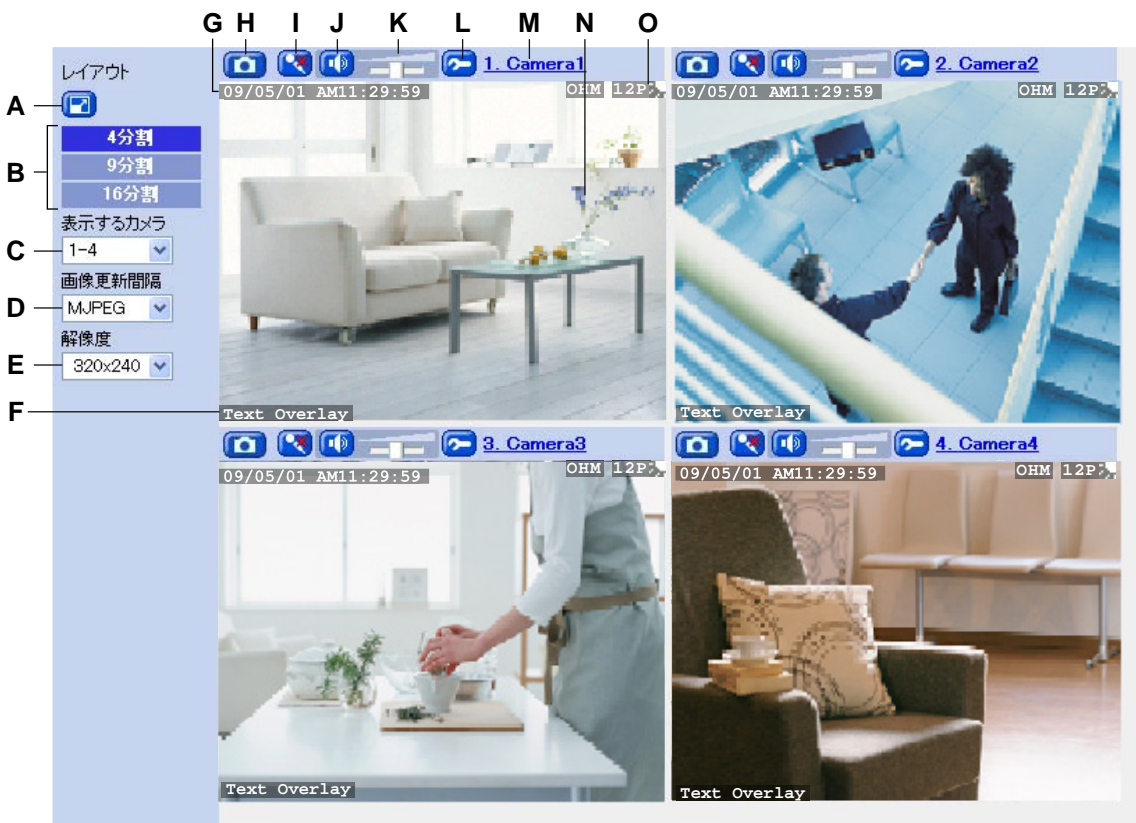 G H I J K L M N O
レイアウト
A
B
4分割
9分割
16分割
表示するカメラ
C
1-4
画像更新間隔
D
MJPEG
解像度
E
320x240
F
1. Camera1
09/05/01 AM11:29:59
OHM 12P
Text Overlay
2. Camera2
09/05/01 AM11:29:59
OHM 12P
Text Overlay
3. Camera3
09/05/01 AM11:29:59
OHM 12P
Text Overlay
4. Camera4
09/05/01 AM11:29:59
OHM 12P
Text Overlay